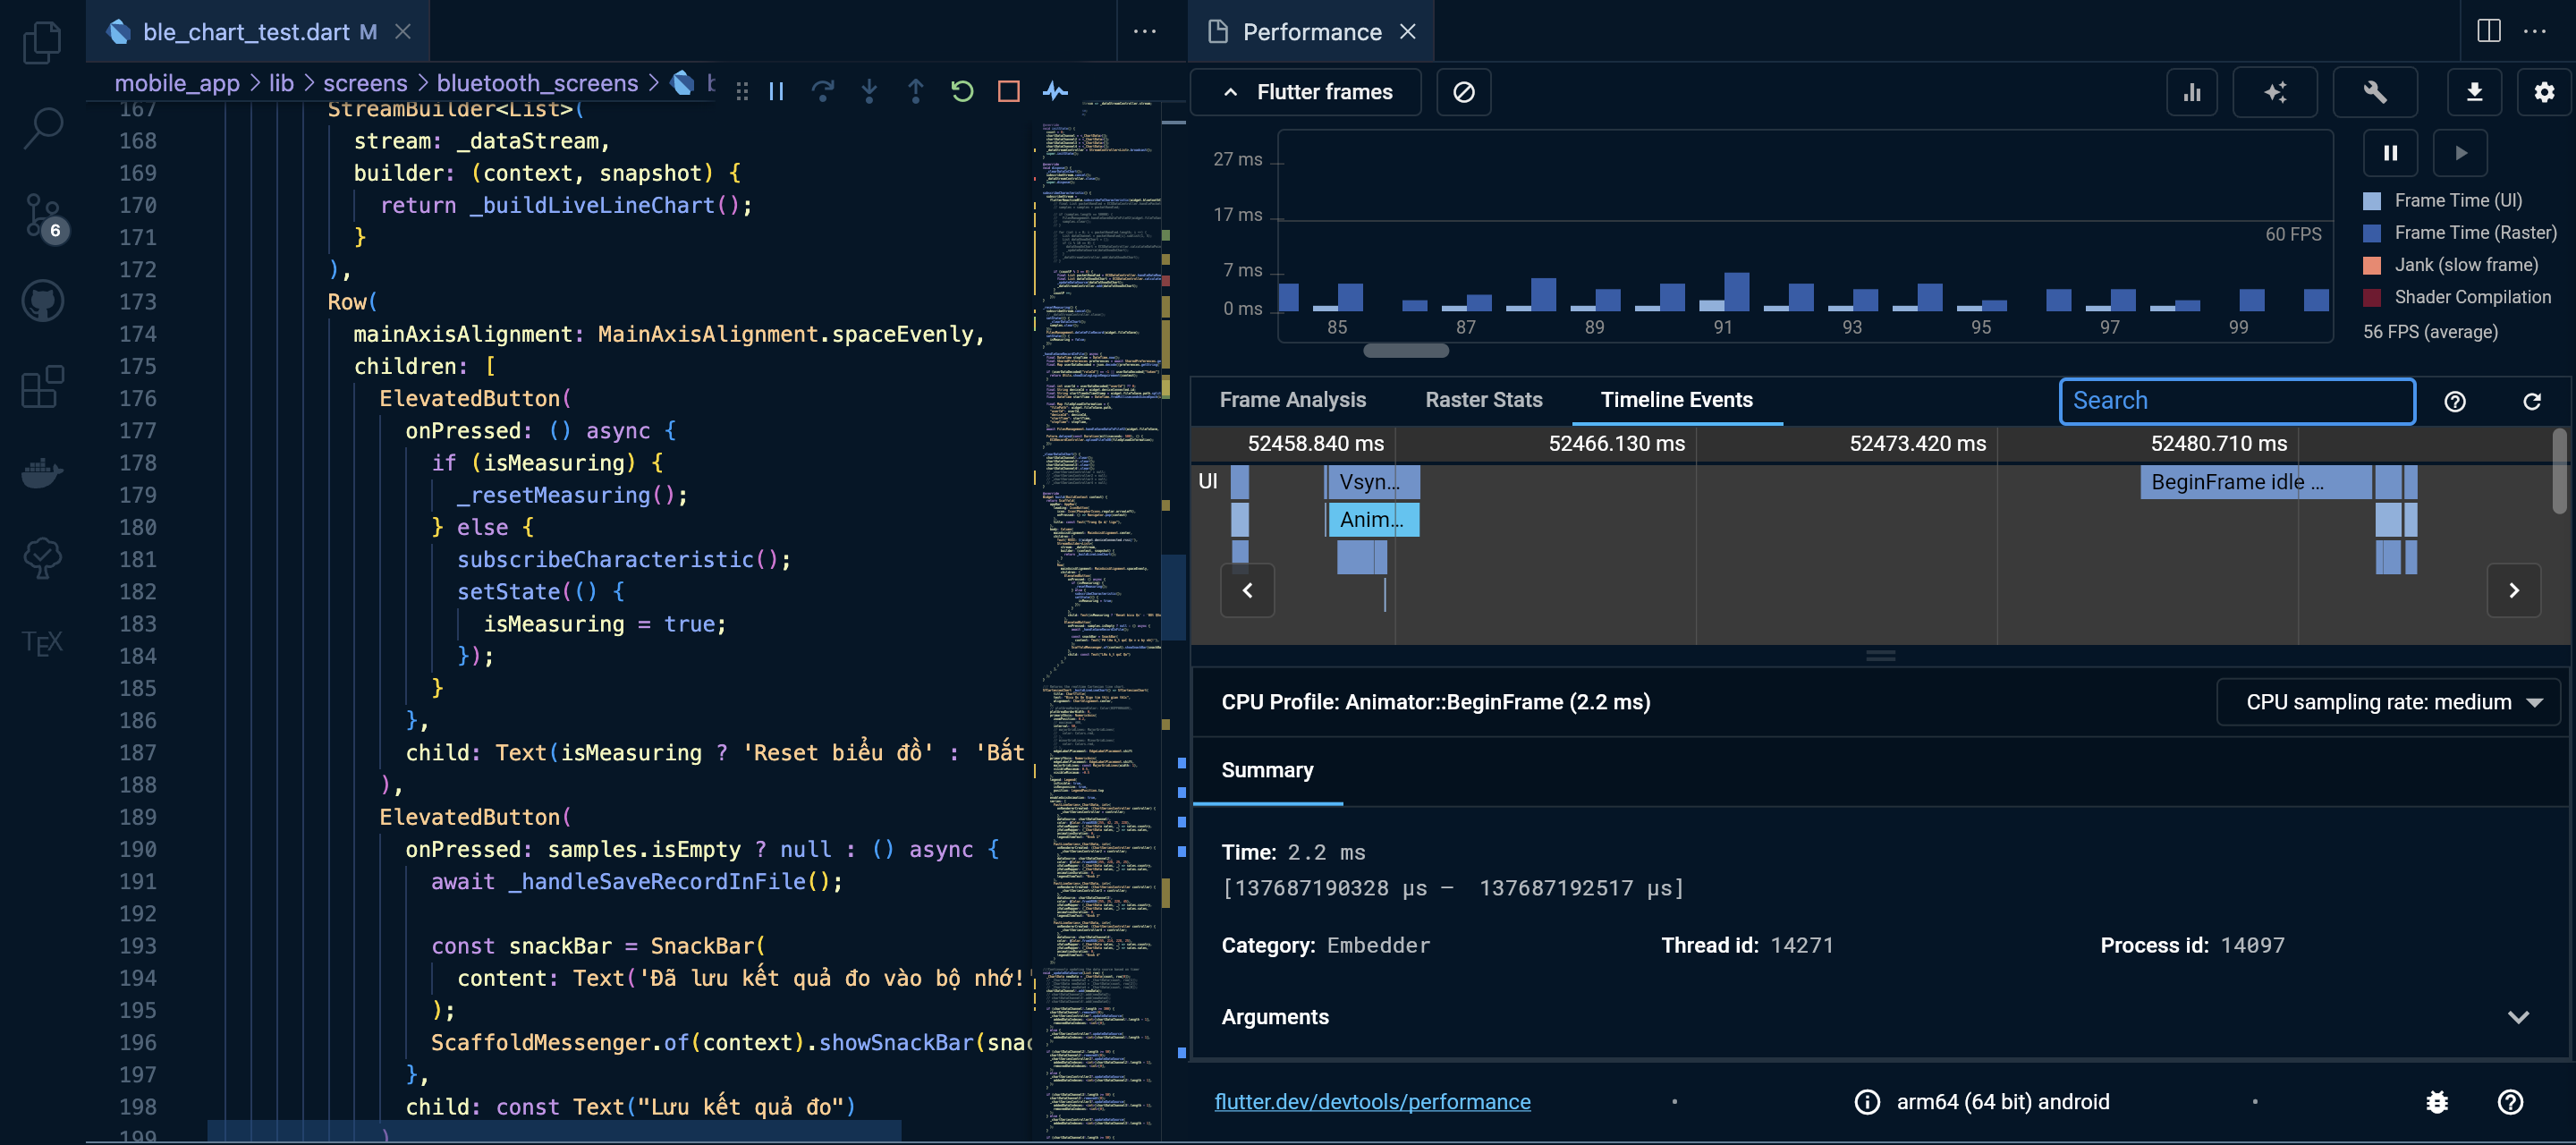 ble_chart_test.dart M
Performance
mobile_app > lib > screens > bluetooth_screens >
167 StreamBuilder<List>(
168 stream: _dataStream,
169 builder: (context, snapshot) {
170 return _buildLiveLineChart();
171 }
172 ),
173 Row(
174 mainAxisAlignment: MainAxisAlignment.spaceEvenly,
175 children: [
176 ElevatedButton(
177 onPressed: () async {
178 if (isMeasuring) {
179 _resetMeasuring();
180 } else {
181 subscribeCharacteristic();
182 setState(() {
183 isMeasuring = true;
184 });
185 }
186 },
187 child: Text(isMeasuring ? 'Reset biểu đồ' : 'Bắt
188 ),
189 ElevatedButton(
190 onPressed: samples.isEmpty ? null : () async {
191 await _handleSaveRecordInFile();
192
193 const snackBar = SnackBar(
194 content: Text('Đã lưu kết quả đo vào bộ nhớ!'
195 );
196 ScaffoldMessenger.of(context).showSnackBar(snac
197 },
198 child: const Text("Lưu kết quả đo")
199 )
6
TEX
Flutter frames
27 ms
17 ms
7 ms
0 ms
60 FPS
85 87 89 91 93 95 97 99
Frame Time (UI)
Frame Time (Raster)
Jank (slow frame)
Shader Compilation
56 FPS (average)
Frame Analysis Raster Stats Timeline Events Search
52458.840 ms 52466.130 ms 52473.420 ms 52480.710 ms
UI Vsyn... BeginFrame idle ...
Anim...
CPU Profile: Animator::BeginFrame (2.2 ms) CPU sampling rate: medium
Summary
Time: 2.2 ms
[137687190328 µs — 137687192517 µs]
Category: Embedder Thread id: 14271 Process id: 14097
Arguments
flutter.dev/devtools/performance • arm64 (64 bit) android •